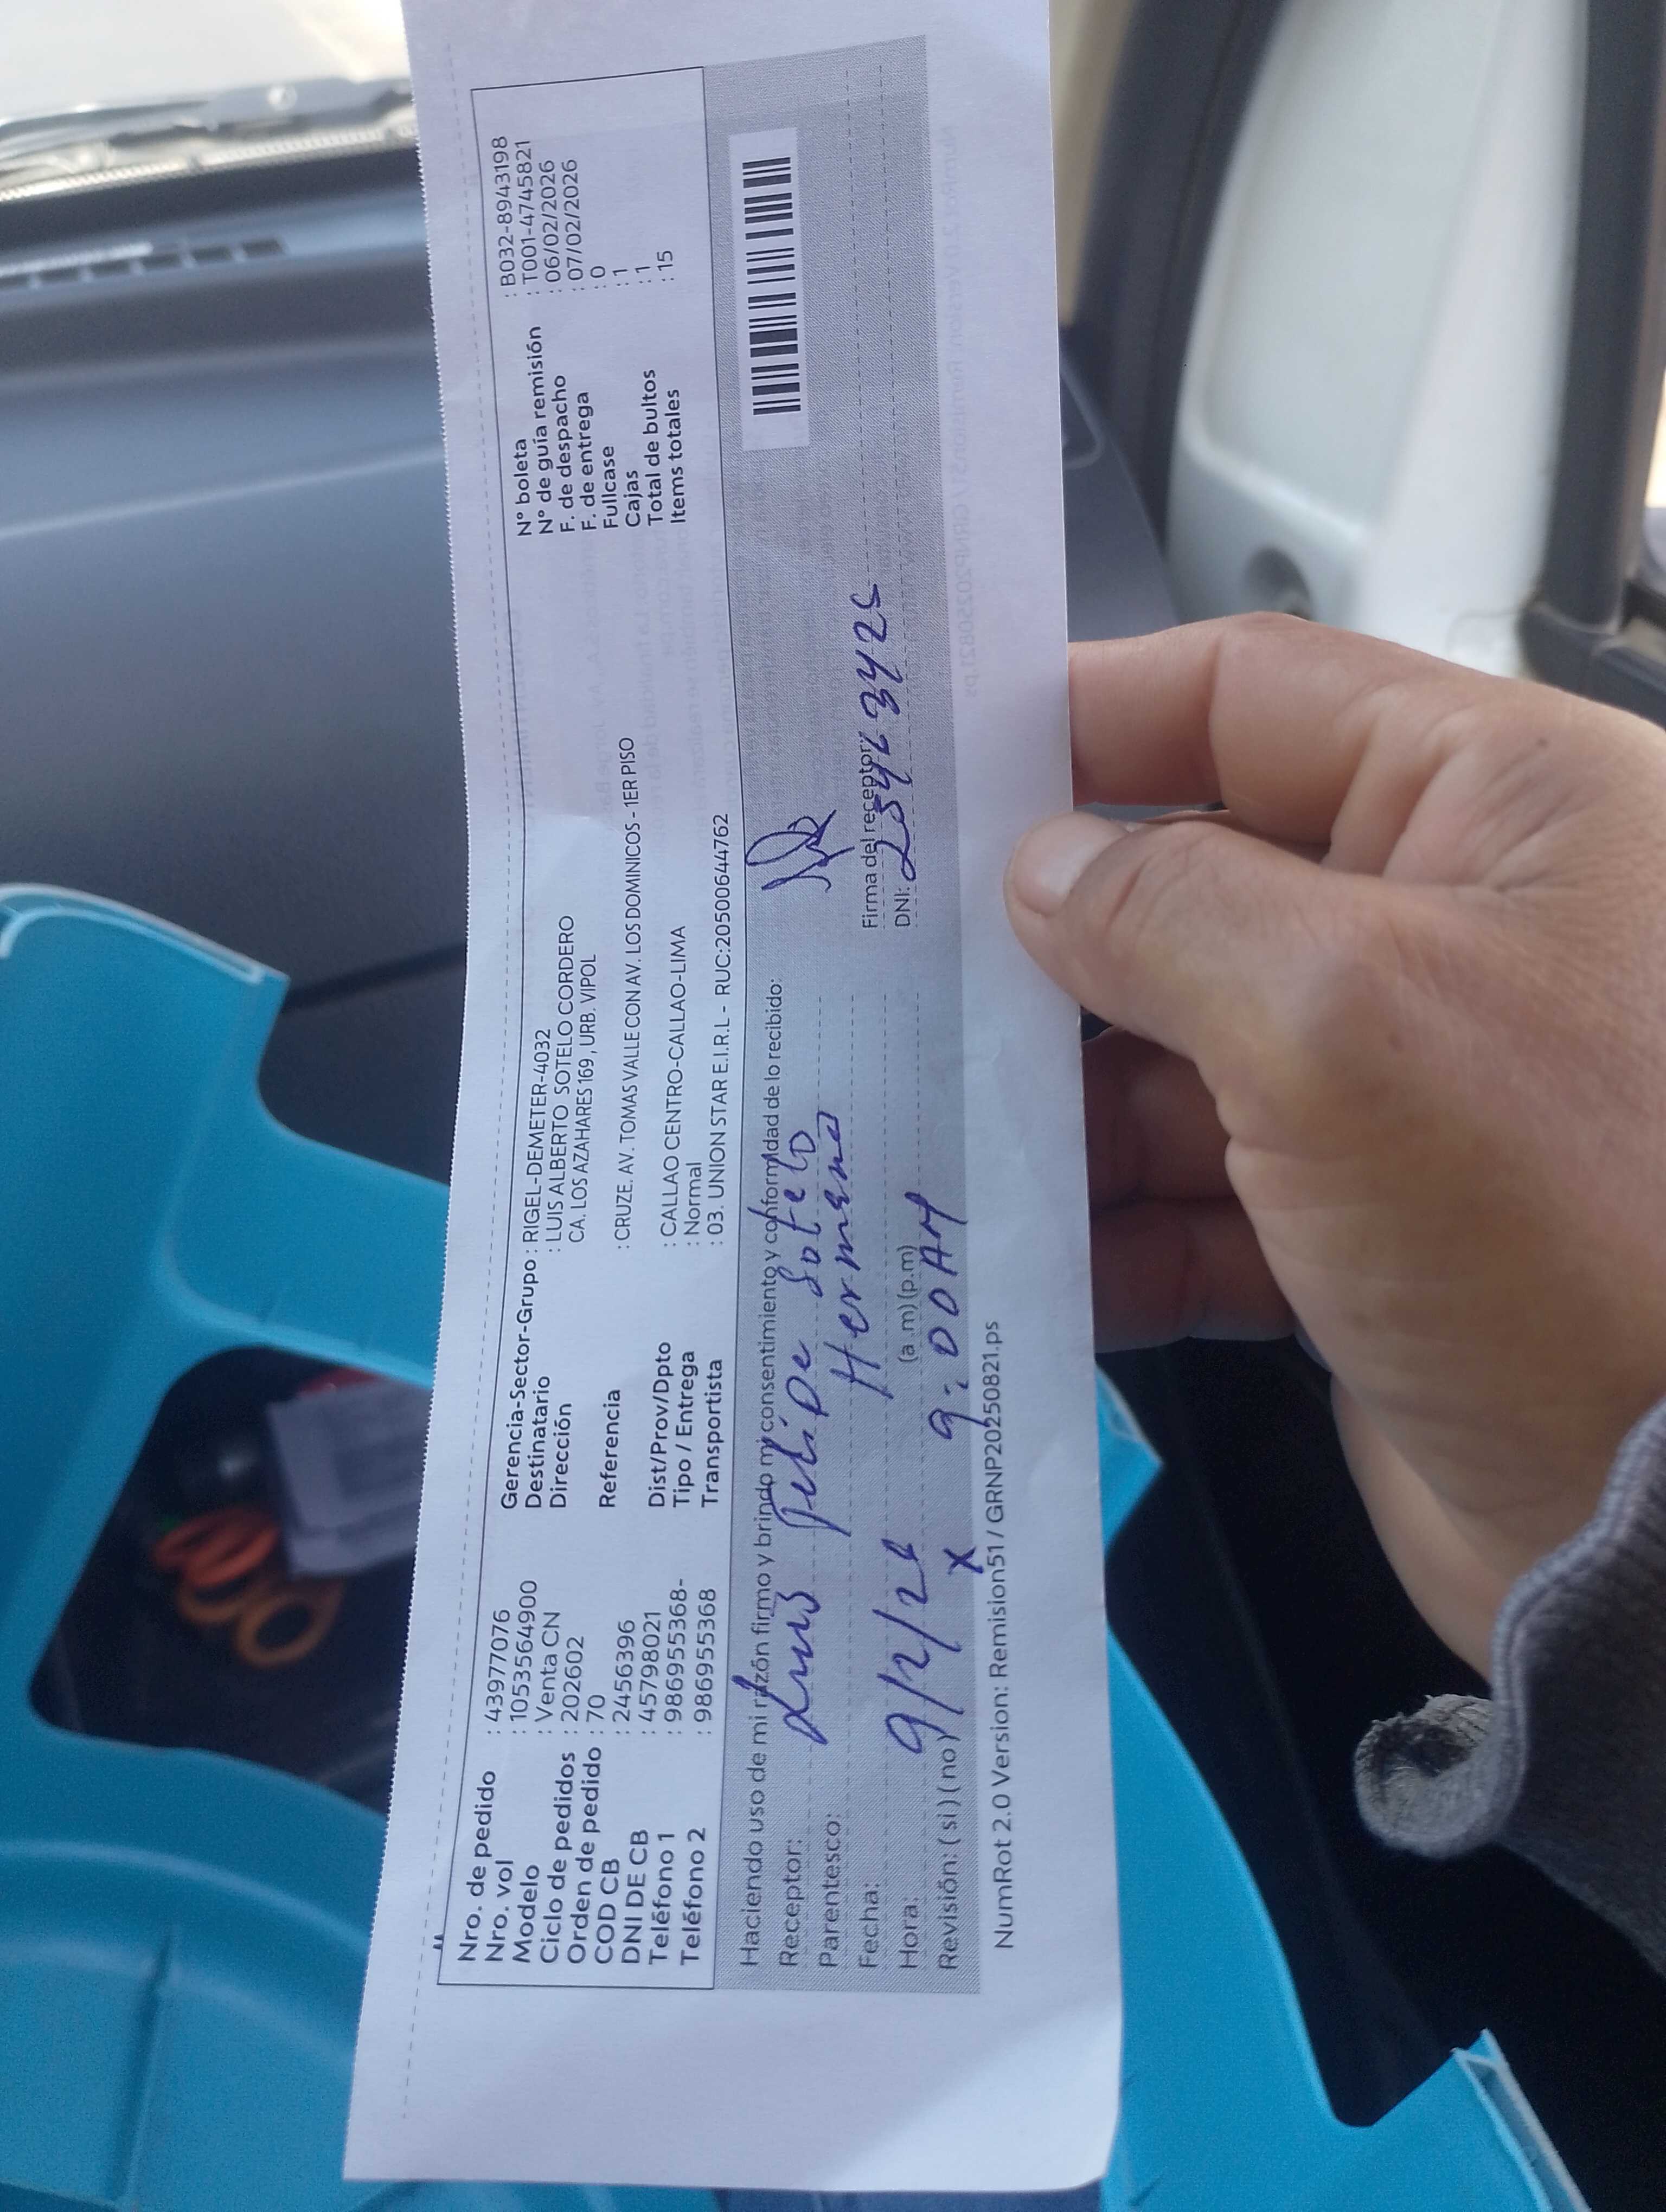 Nro. de pedido : 43977076
Nro. vol : 10535649​00
Modelo : Venta CN
Ciclo de pedidos : 202602
Orden de pedido : 70
COD CB : 2456396
DNI DE CB : 45798021
Teléfono 1 : 986955368-
Teléfono 2 : 986955368
Gerencia-Sector-Grupo : RIGEL-DEMETER-4032
Destinatario : LUIS ALBERTO SOTELO CORDERO
Dirección CA. LOS AZAHARES 169 , URB. VIPOL
Referencia : CRUZE. AV. TOMAS VALLE CON AV. LOS DOMINICOS - 1ER PISO
Dist/Prov/Dpto : CALLAO CENTRO-CALLAO-LIMA
Tipo / Entrega : Normal
Transportista : 03. UNION STAR E.I.R.L - RUC:20500644762
N° boleta : B032-8943198
N° de guía remisión : T001-4745821
F. de despacho : 06/02/2026
F. de entrega : 07/02/2026
Fullcase : 0
Cajas : 1
Total de bultos : 1
Items totales : 15
Haciendo uso de mi razón firmo y brindo mi consentimiento y conformidad de lo recibido:
Receptor: Luis Felipe Sotelo
Parentesco: Hermano
Fecha: 9/2/26
Hora: 9:00 AM (a.m) (p.m)
Revisión: (si) (no) X
Firma del receptor:
DNI:
NumRot 2.0 Version: Remision51 / GRNP20250821.ps